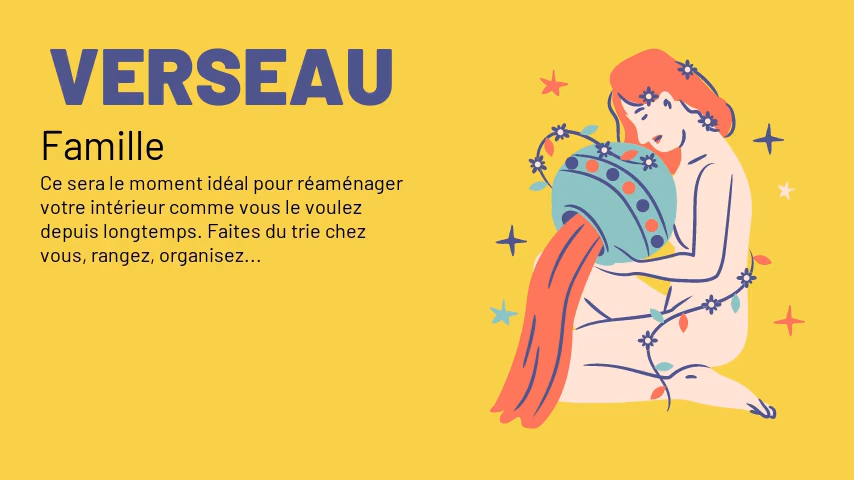 VERSEAU
Famille
Ce sera le moment idéal pour réaménager
votre intérieur comme vous le voulez
depuis longtemps. Faites du trie chez
vous, rangez, organisez...